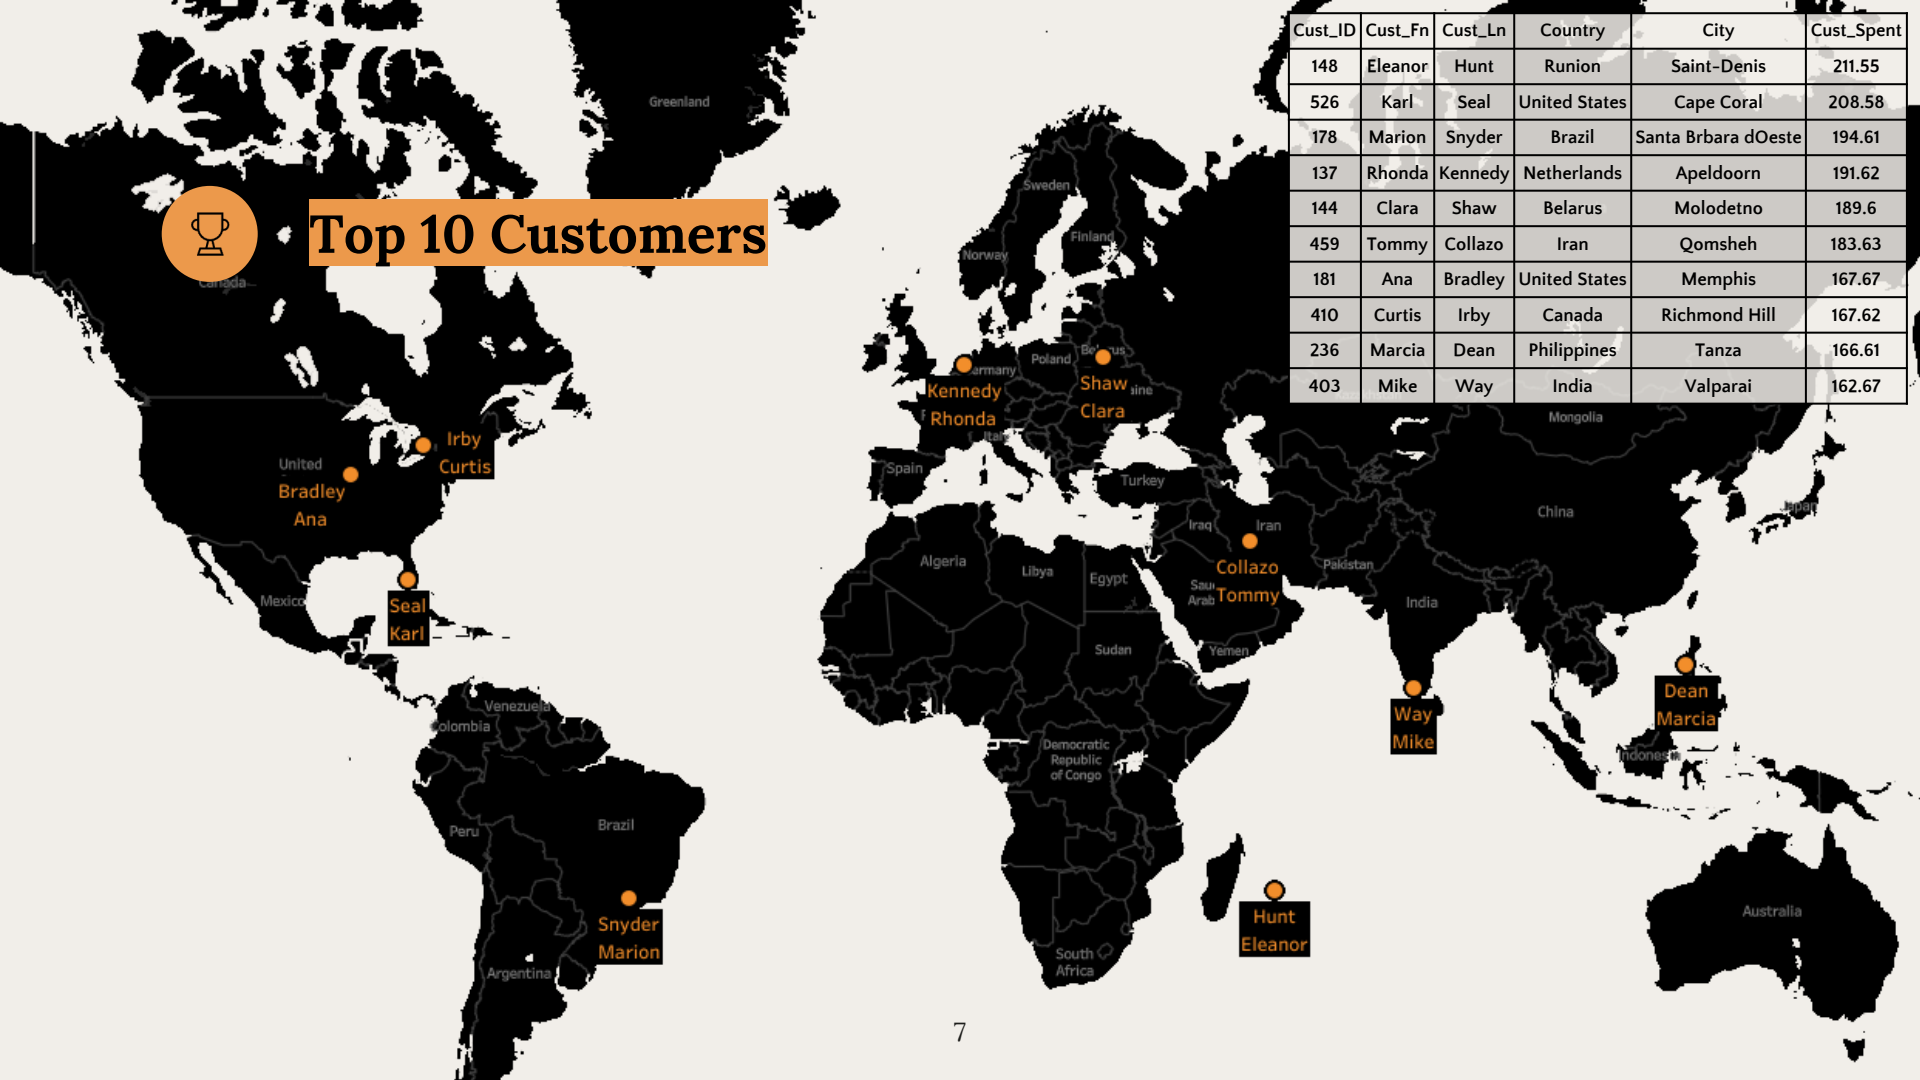 Top 10 Customers
Cust_ID Cust_Fn Cust_Ln Country City Cust_Spent
148 Eleanor Hunt Runion Saint-Denis 211.55
526 Karl Seal United States Cape Coral 208.58
178 Marion Snyder Brazil Santa Brbara dOeste 194.61
137 Rhonda Kennedy Netherlands Apeldoorn 191.62
144 Clara Shaw Belarus Molodetno 189.6
459 Tommy Collazo Iran Qomsheh 183.63
181 Ana Bradley United States Memphis 167.67
410 Curtis Irby Canada Richmond Hill 167.62
236 Marcia Dean Philippines Tanza 166.61
403 Mike Way India Valparai 162.67
Greenland
Canada
Sweden
Finland
Norway
Poland
Kennedy
Rhonda
Shaw
Clara
Irby
Curtis
United
Bradley
Ana
Seal
Karl
Mexico
Spain
Turkey
Mongolia
China
Japan
Iraq
Iran
Collazo
Tommy
Pakistan
India
Algeria
Libya
Egypt
Sudan
Yemen
Way
Mike
Dean
Marcia
Venezuela
Democratic
Republic
of Congo
Peru
Brazil
Snyder
Marion
Argentina
Hunt
Eleanor
South
Africa
Australia
7